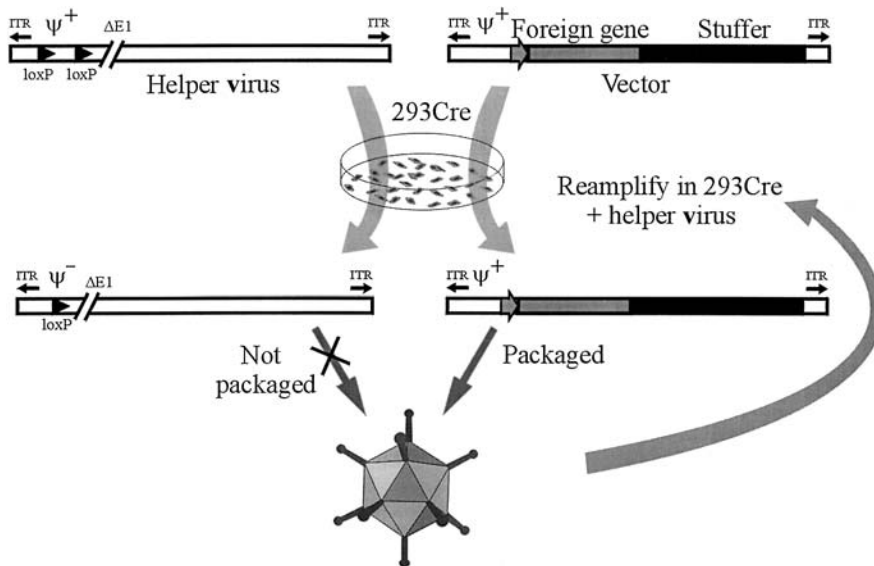 ITR ψ+ ΔE1 ITR
loxP loxP
Helper virus
ITR ψ+ Foreign gene Stuffer ITR
Vector
293Cre
Reamplify in 293Cre
+ helper virus
ITR ψ- ΔE1 ITR
loxP
ITR ψ+ ITR
Not
packaged
Packaged